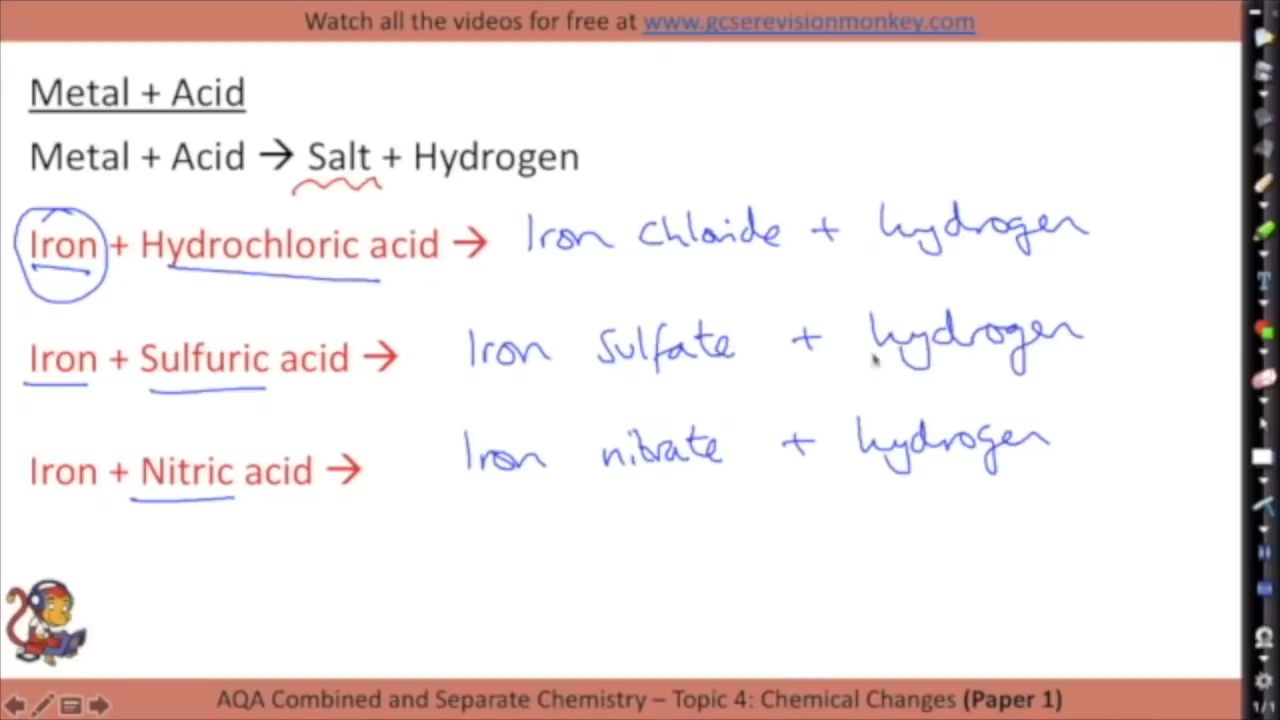 Watch all the videos for free at www.gcserevisionmonkey.com
Metal + Acid
Metal + Acid → Salt + Hydrogen
Iron + Hydrochloric acid → Iron chloride + hydrogen
Iron + Sulfuric acid → Iron sulfate + hydrogen
Iron + Nitric acid → Iron nitrate + hydrogen
AQA Combined and Separate Chemistry – Topic 4: Chemical Changes (Paper 1)
1/1